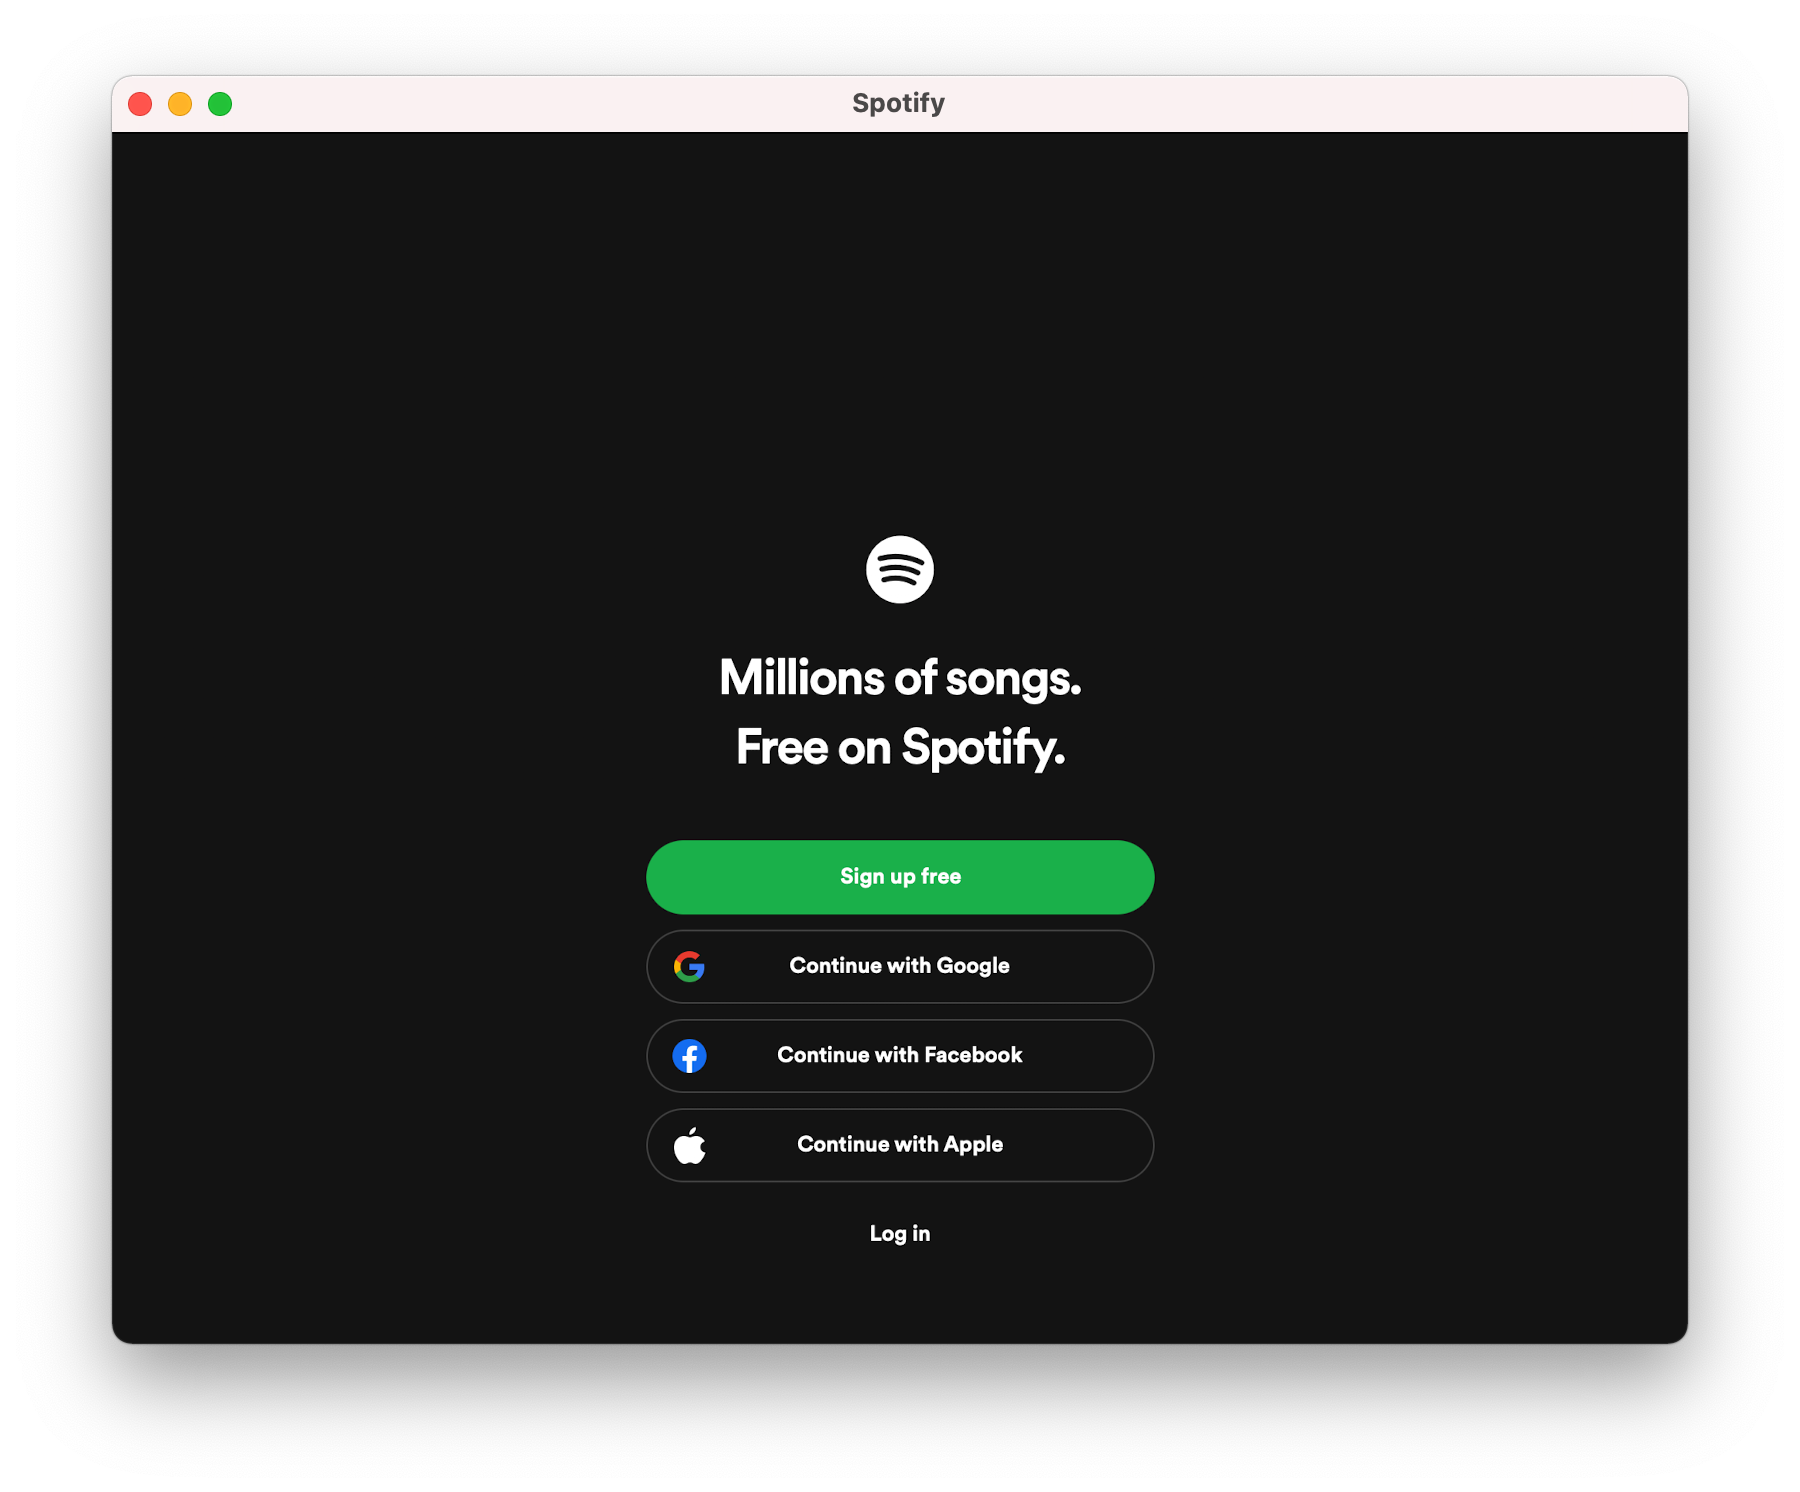 Spotify
Millions of songs.
Free on Spotify.
Sign up free
Continue with Google
Continue with Facebook
Continue with Apple
Log in